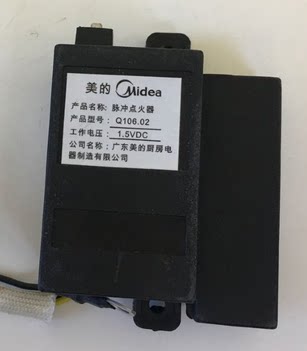 美的 Midea
产品名称: 脉冲点火器
产品型号: Q106.02
工作电压: 1.5VDC
公司名称: 广东美的厨房电
器制造有限公司